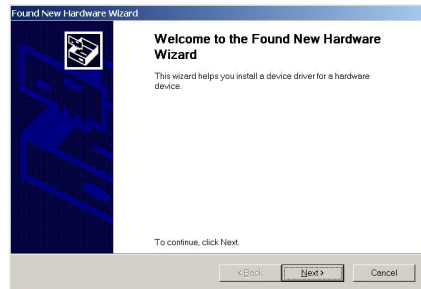 Found New Hardware Wizard
Welcome to the Found New Hardware
Wizard
This wizard helps you install a device driver for a hardware
device.
To continue, click Next.
< Back
Next >
Cancel